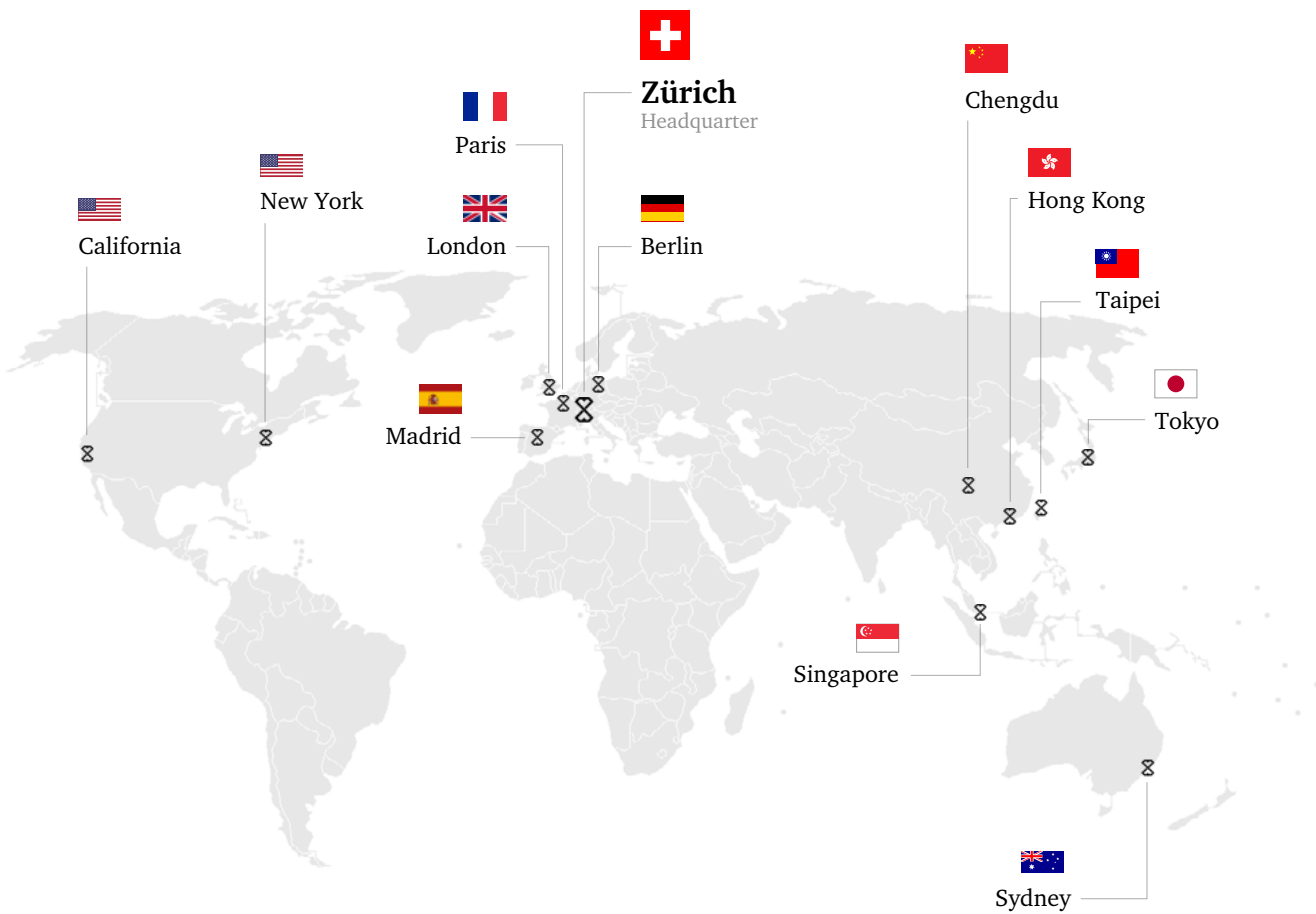 Zürich
Headquarter
Chengdu
Paris
New York
Hong Kong
California
London
Berlin
Taipei
Madrid
Tokyo
Singapore
Sydney